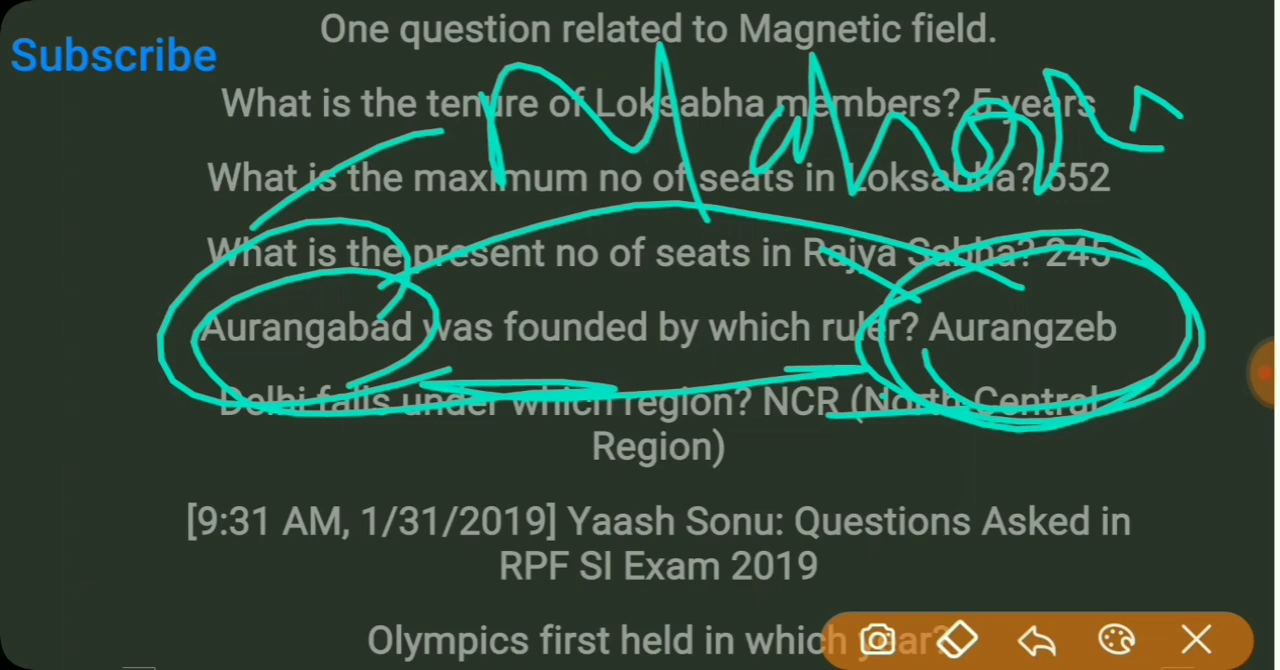 One question related to Magnetic field.
Subscribe
What is the tenure of Loksabha members? 5 years
What is the maximum no of seats in Loksabha? 552
What is the present no of seats in Rajya Sabha? 245
Aurangabad was founded by which ruler? Aurangzeb
Delhi falls under which region? NCR (North Central
Region)
[9:31 AM, 1/31/2019] Yaash Sonu: Questions Asked in
RPF SI Exam 2019
Olympics first held in which year?